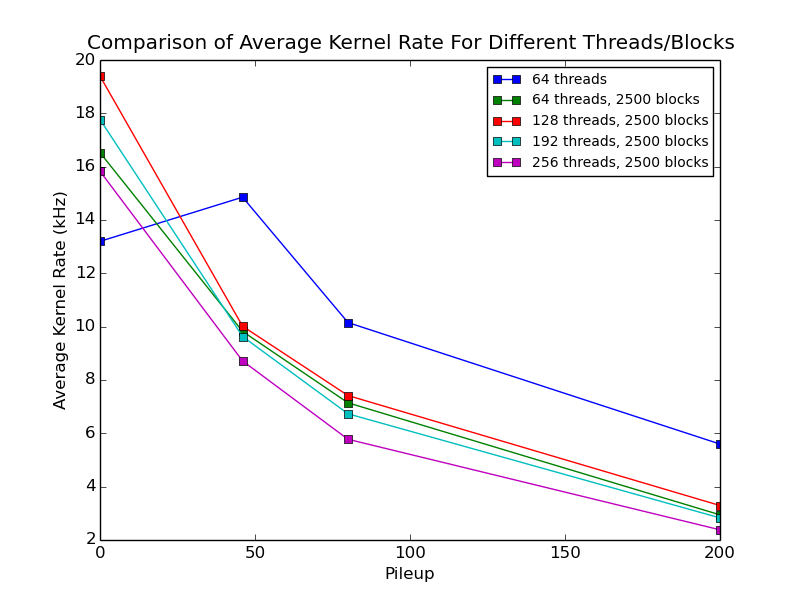 Comparison of Average Kernel Rate For Different Threads/Blocks
20
18
16
14
12
10
8
6
4
2
Average Kernel Rate (kHz)
64 threads
64 threads, 2500 blocks
128 threads, 2500 blocks
192 threads, 2500 blocks
256 threads, 2500 blocks
0
50
100
150
200
Pileup